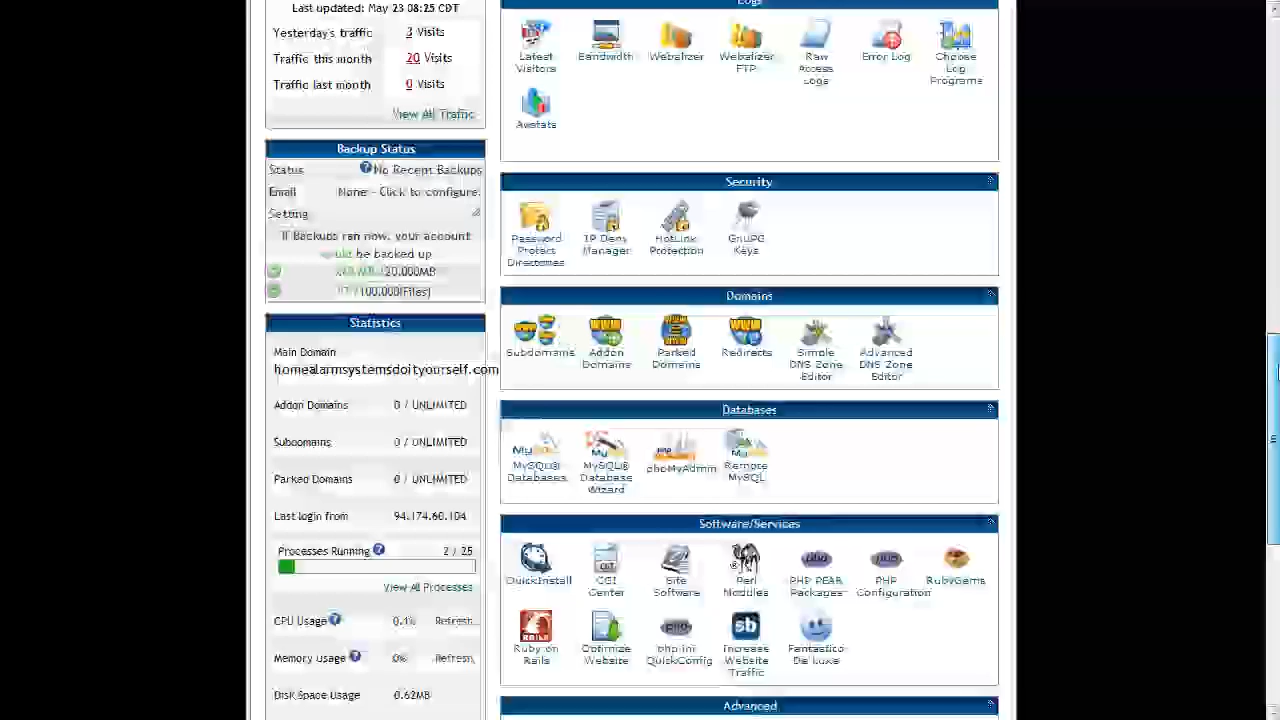 Last updated: May 23 08:25 CDT
Yesterday's traffic 3 Visits
Traffic this month 20 Visits
Traffic last month 0 Visits
View All Traffic
Backup Status
Status No Recent Backups
Email None - Click to configure.
Setting
If Backups ran now, your account
would be backed up
/20,000MB
/100,000(Files)
Statistics
Main Domain
homealarmsystemsdoityourself.com
Addon Domains 0 / UNLIMITED
Subdomains 0 / UNLIMITED
Parked Domains 0 / UNLIMITED
Last login from 94.174.60.104
Processes Running 2 / 25
View All Processes
CPU Usage 0.1% Refresh
Memory Usage 0% Refresh
Disk Space Usage 0.62MB
Logs
Latest Visitors
Bandwidth
Webalizer
Webalizer FTP
Raw Access Logs
Error Log
Choose Log Programs
Awstats
Security
Password Protect Directories
IP Deny Manager
HotLink Protection
GnuPG Keys
Domains
Subdomains
Addon Domains
Parked Domains
Redirects
Simple DNS Zone Editor
Advanced DNS Zone Editor
Databases
MySQL® Databases
MySQL® Database Wizard
phpMyAdmin
Remote MySQL
Software/Services
QuickInstall
CGI Center
Site Software
Perl Modules
PHP PEAR Packages
PHP Configuration
RubyGems
Ruby on Rails
Optimize Website
php.ini QuickConfig
Increase Website Traffic
Fantastico De Luxe
Advanced